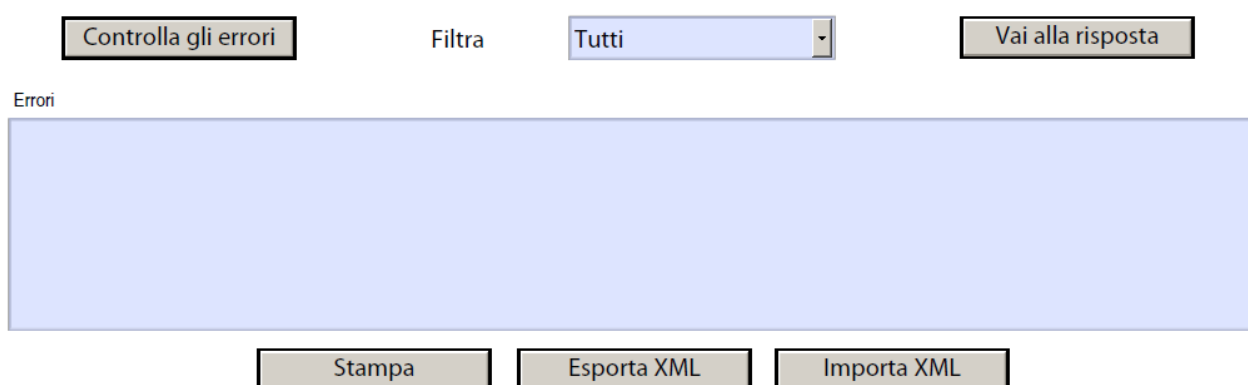 Controlla gli errori Filtra Tutti Vai alla risposta
Errori
Stampa Esporta XML Importa XML